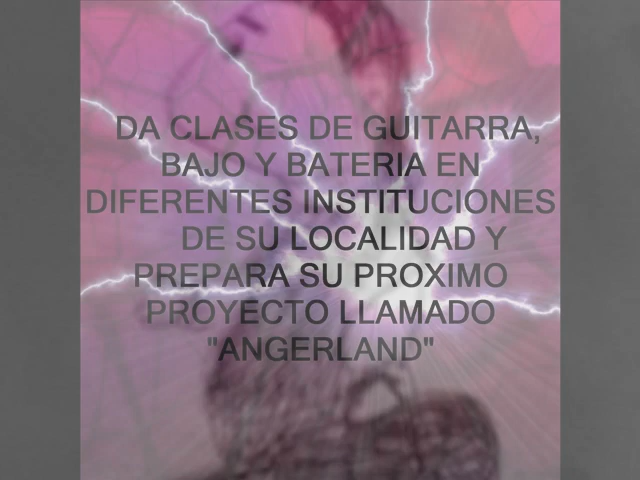 DA CLASES DE GUITARRA,
BAJO Y BATERIA EN
DIFERENTES INSTITUCIONES
DE SU LOCALIDAD Y
PREPARA SU PROXIMO
PROYECTO LLAMADO
"ANGERLAND"